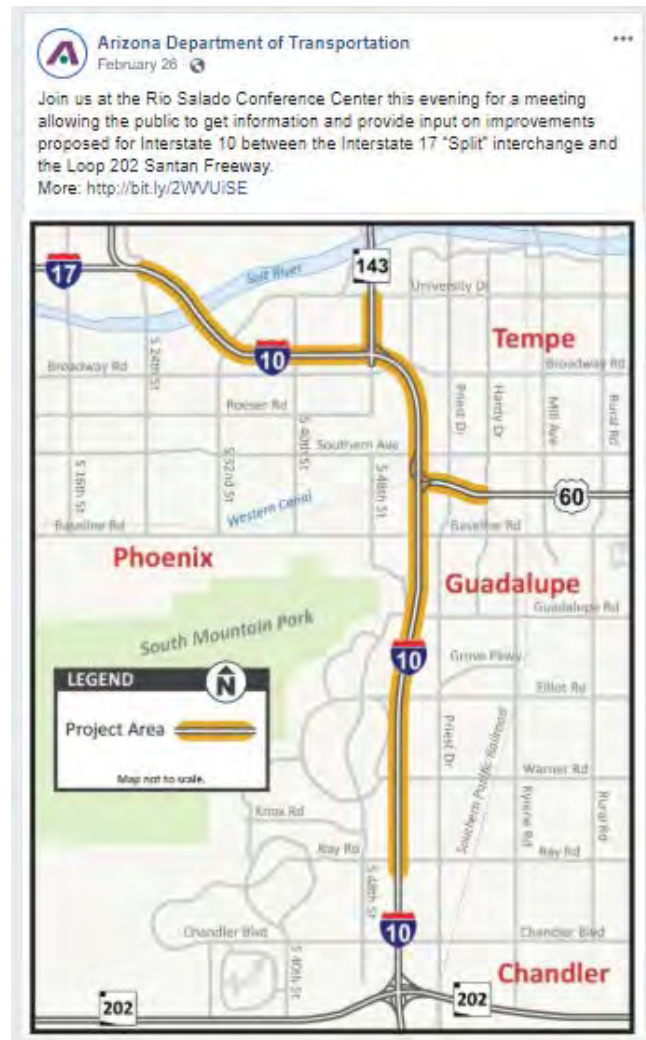 Arizona Department of Transportation
February 26
Join us at the Rio Salado Conference Center this evening for a meeting
allowing the public to get information and provide input on improvements
proposed for Interstate 10 between the Interstate 17 "Split" interchange and
the Loop 202 Santan Freeway.
More: http://bit.ly/2WVUiSE
17
Salt River
143
University Dr
Tempe
10
Broadway Rd
S 24th St
Broadway Rd
Roeser Rd
Priest Dr
Hardy Dr
Mill Ave
Rural Rd
S 40th St
Southern Ave
S 16th St
S 32nd St
S 48th St
Western Canal
60
Baseline Rd
Baseline Rd
Phoenix
Guadalupe
Guadalupe Rd
South Mountain Park
10
Grove Pkwy
LEGEND
N
Elliot Rd
Project Area
Priest Dr
Southern Pacific Railroad
Map not to scale.
Warner Rd
Knox Rd
Kyrene Rd
Rural Rd
Ray Rd
Ray Rd
S 48th St
Chandler Blvd
10
Chandler Blvd
S 40th St
Chandler
202
202